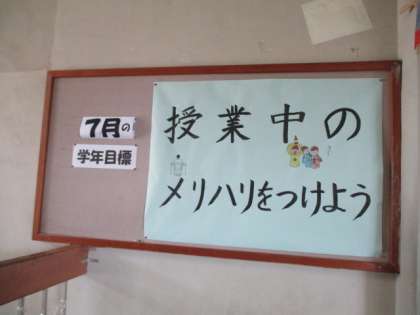 7月の
学年目標
授業中の
メリハリをつけよう